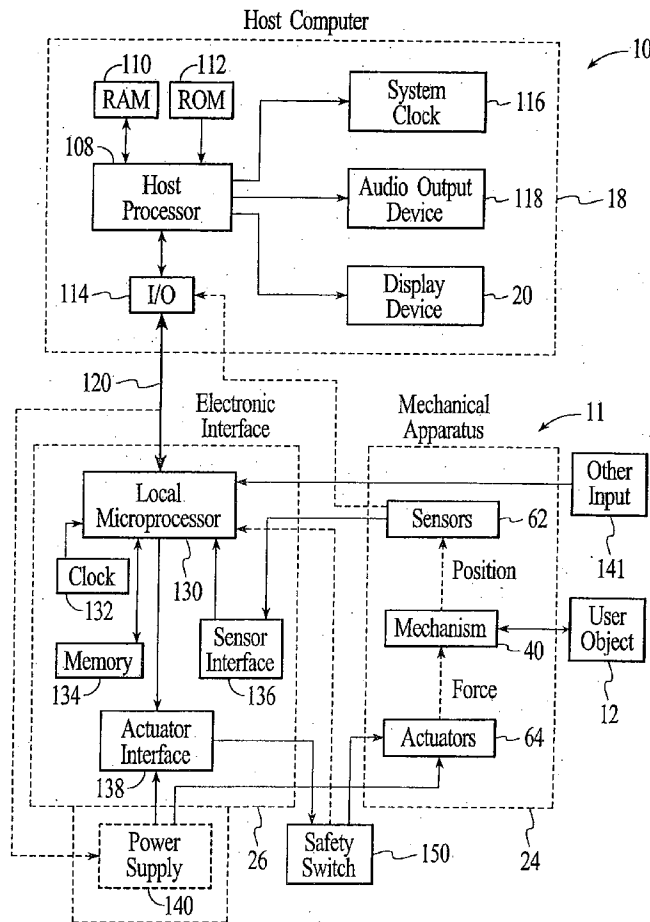 Host Computer
10
110
112
RAM
ROM
System
Clock
116
108
Host
Processor
Audio Output
Device
118
18
114
I/O
Display
Device
20
120
Electronic
Interface
Mechanical
Apparatus
11
Local
Microprocessor
Other
Input
Sensors
62
141
Clock
132
130
Position
Memory
134
Sensor
Interface
136
Mechanism
40
User
Object
12
Force
Actuator
Interface
138
Actuators
64
Power
Supply
140
26
Safety
Switch
150
24